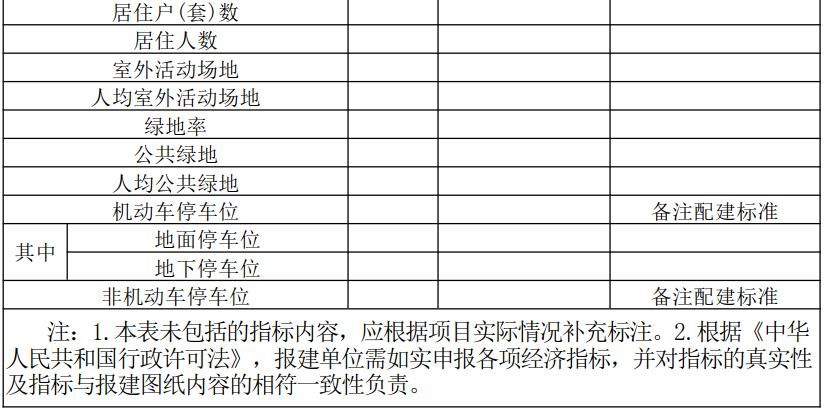 居住户(套)数
居住人数
室外活动场地
人均室外活动场地
绿地率
公共绿地
人均公共绿地
机动车停车位 备注配建标准
其中 地面停车位
地下停车位
非机动车停车位 备注配建标准
注：1.本表未包括的指标内容，应根据项目实际情况补充标注。2.根据《中华
人民共和国行政许可法》，报建单位需如实申报各项经济指标，并对指标的真实性
及指标与报建图纸内容的相符一致性负责。